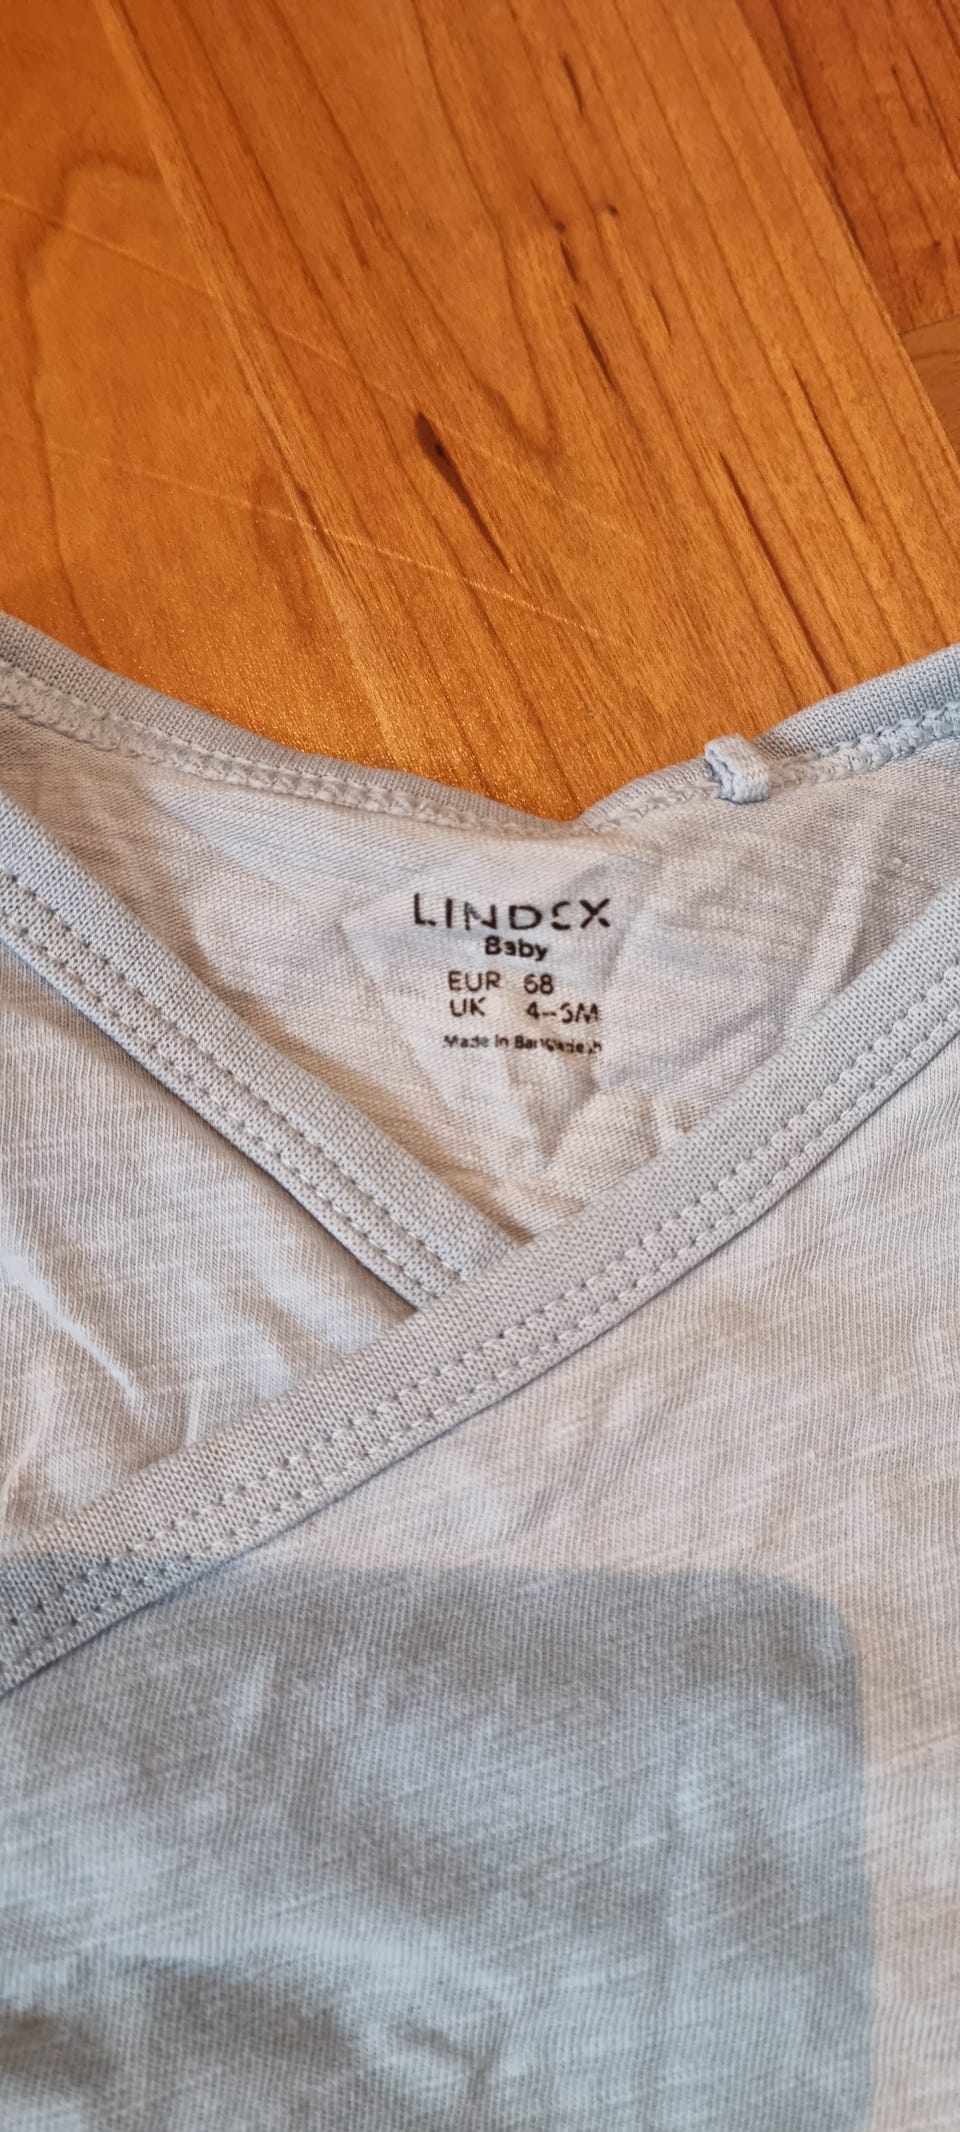 LINDEX
Baby
EUR 68
UK 4-6M
Made in Bangladesh